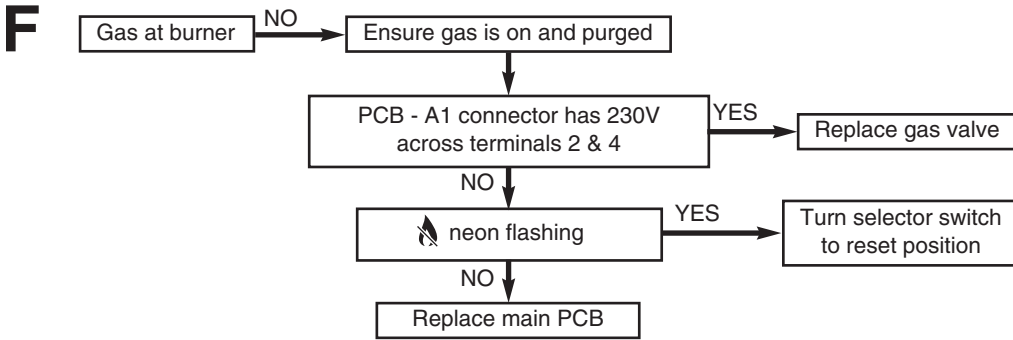 F
Gas at burner
NO
Ensure gas is on and purged
PCB - A1 connector has 230V
across terminals 2 & 4
YES
Replace gas valve
NO
neon flashing
YES
Turn selector switch
to reset position
NO
Replace main PCB